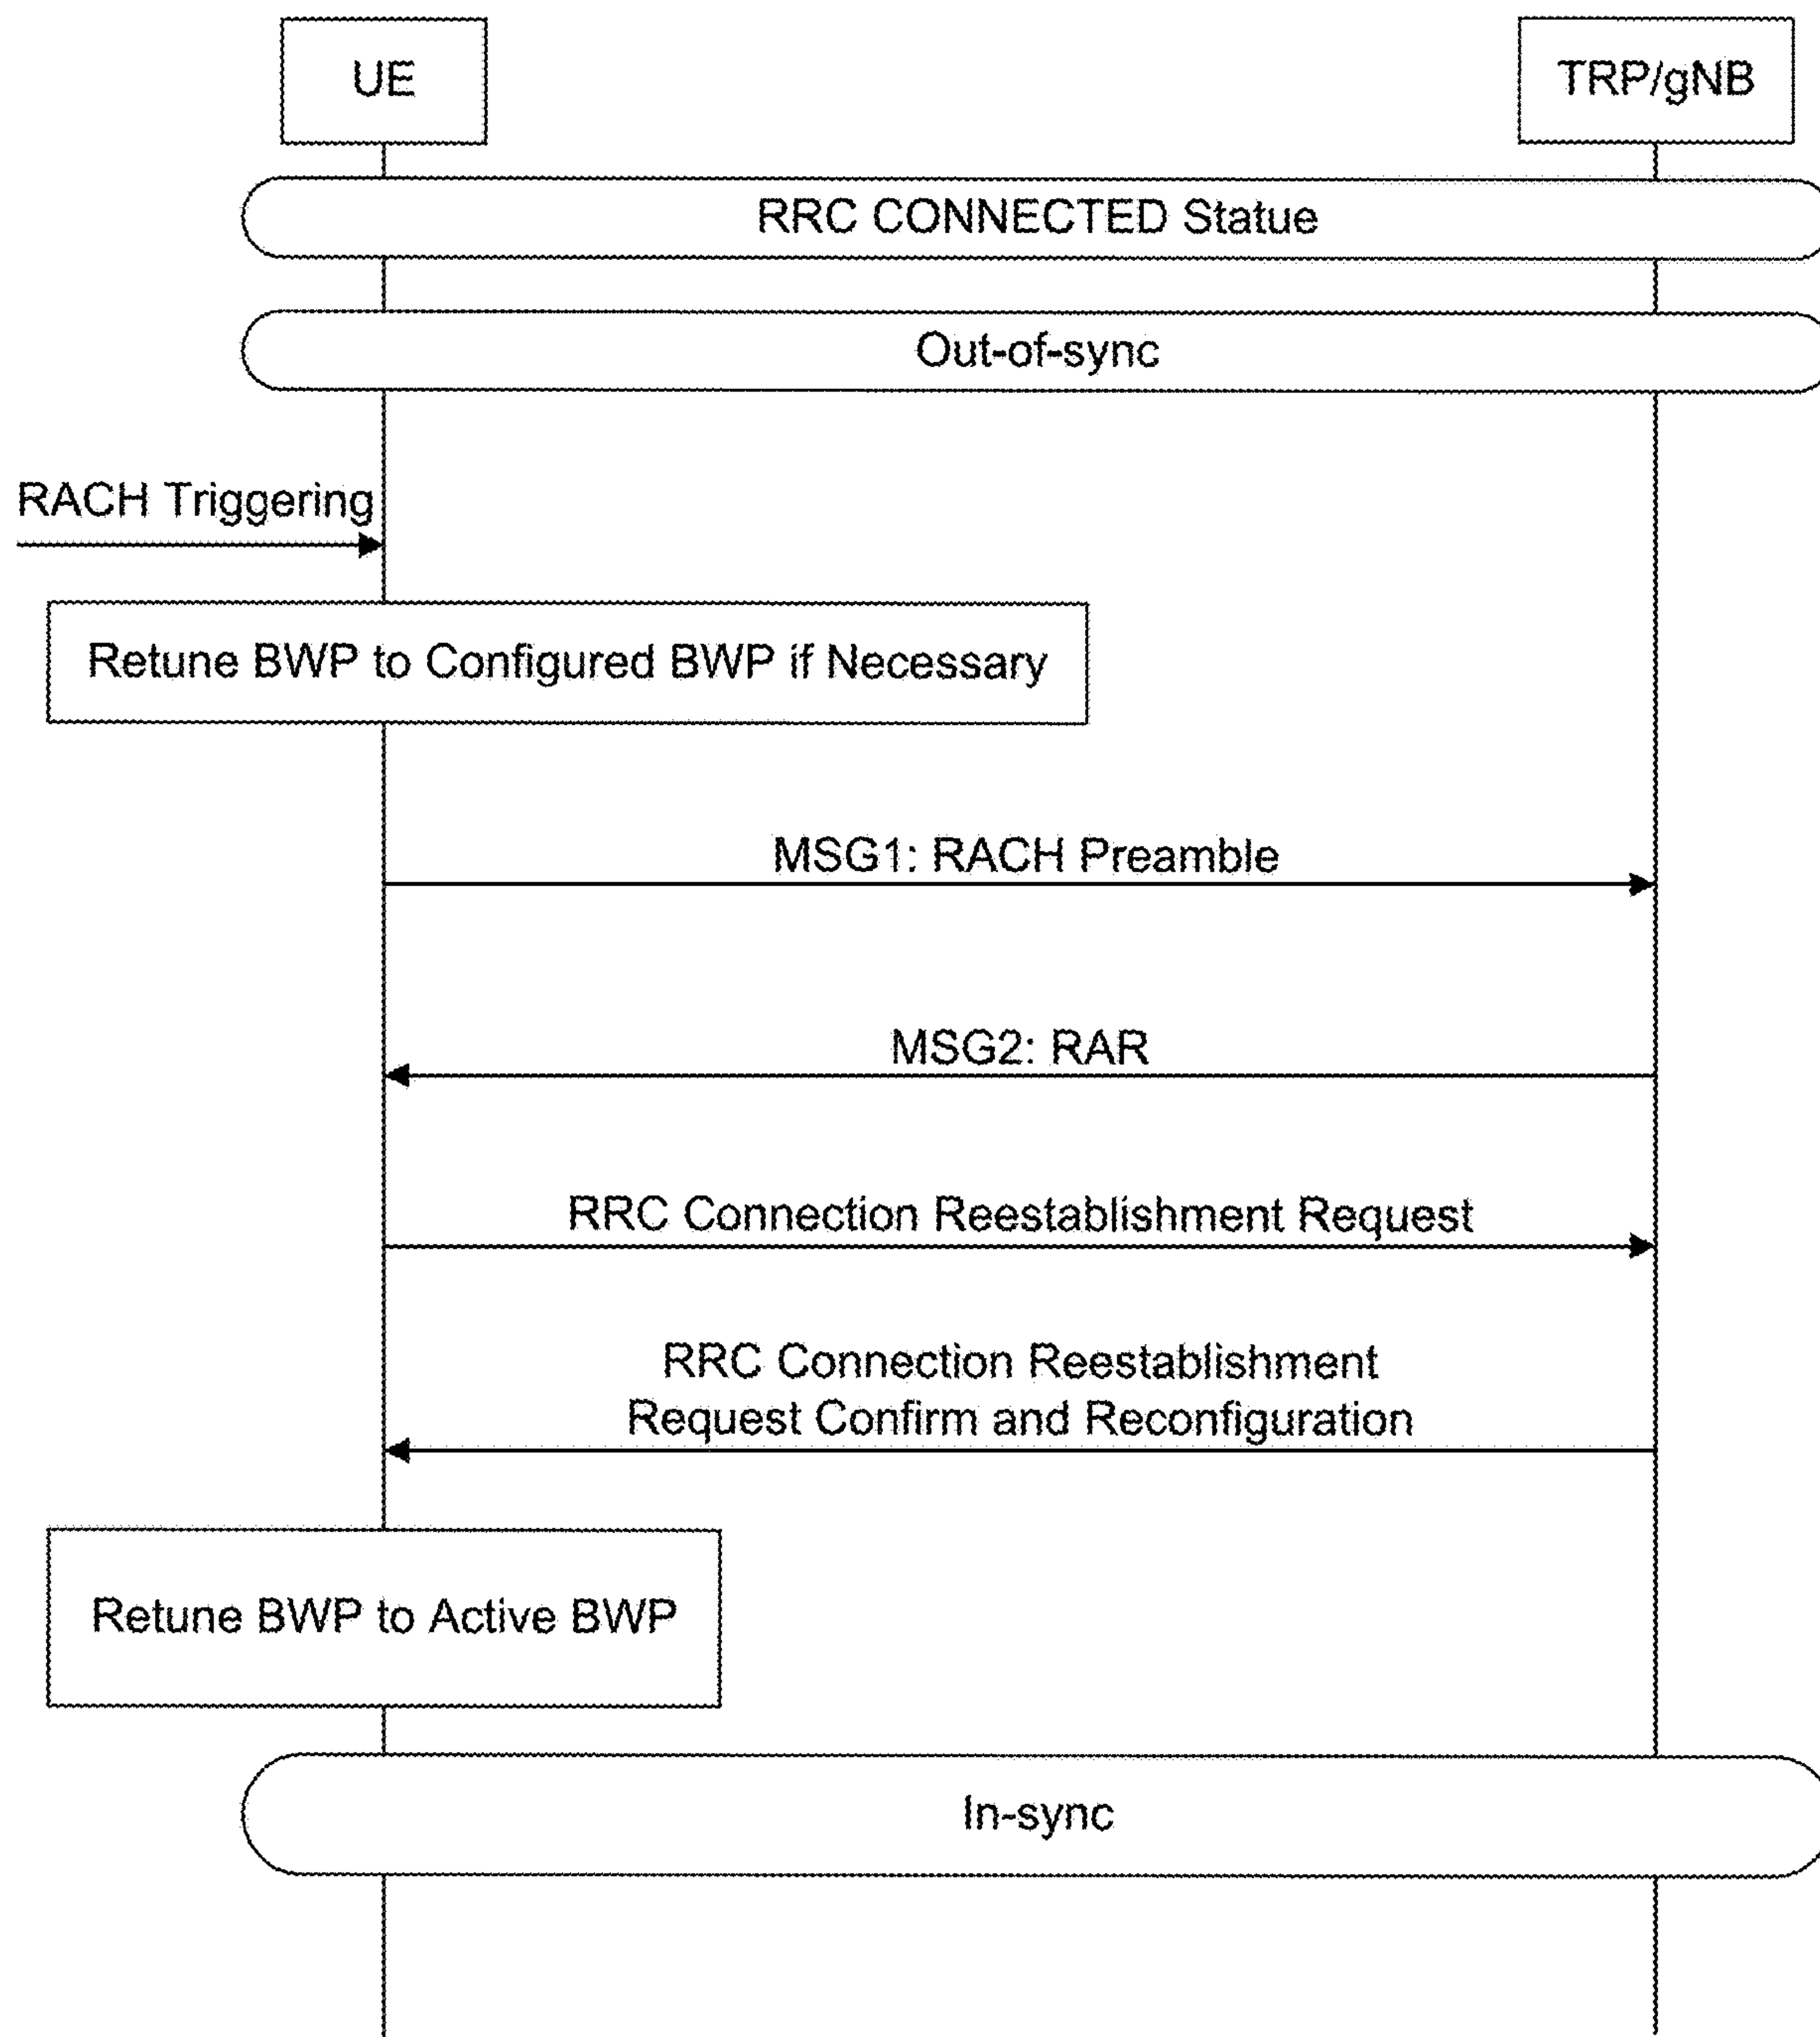 UE
TRP/gNB
RRC CONNECTED Statue
Out-of-sync
RACH Triggering
Retune BWP to Configured BWP if Necessary
MSG1: RACH Preamble
MSG2: RAR
RRC Connection Reestablishment Request
RRC Connection Reestablishment
Request Confirm and Reconfiguration
Retune BWP to Active BWP
In-sync